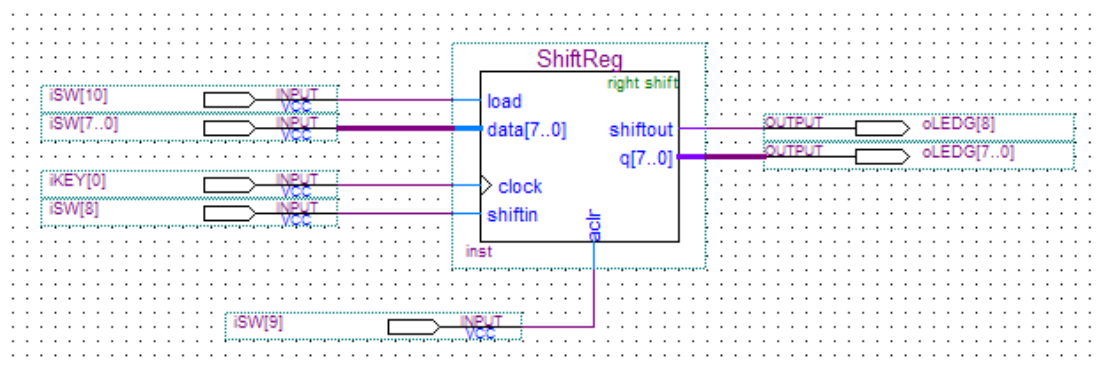 ShiftReg
right shift
iSW[10] INPUT VCC
load
iSW[7..0] INPUT VCC
data[7..0] shiftout OUTPUT oLEDG[8]
q[7..0] OUTPUT oLEDG[7..0]
iKEY[0] INPUT VCC
clock
iSW[8] INPUT VCC
shiftin
aclr
inst
iSW[9] INPUT VCC